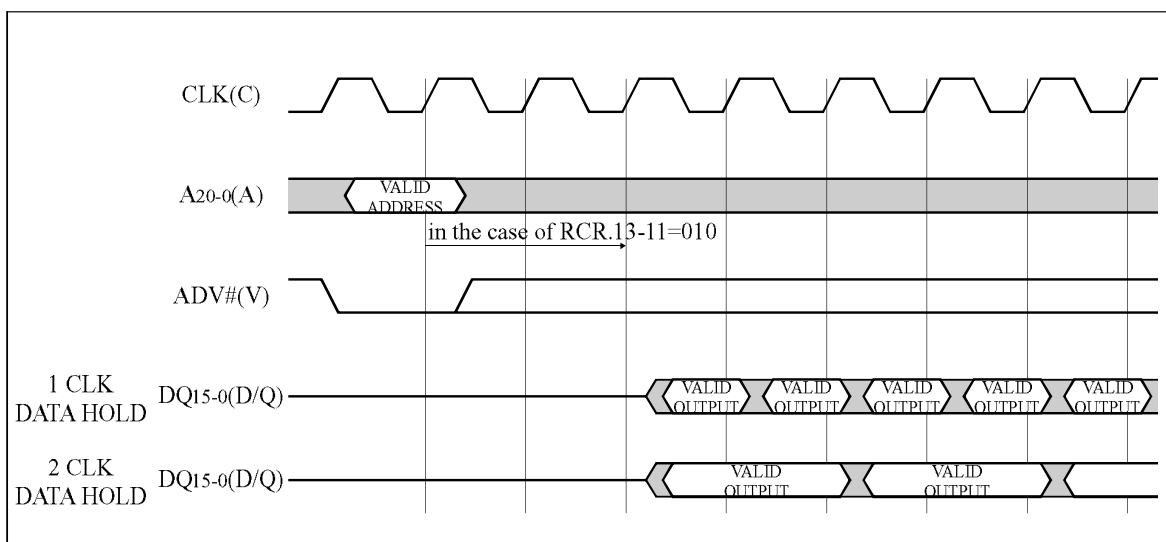 CLK(C)
A20-0(A)
VALID
ADDRESS
in the case of RCR.13-11=010
ADV#(V)
1 CLK
DATA HOLD
DQ15-0(D/Q)
VALID
OUTPUT
VALID
OUTPUT
VALID
OUTPUT
VALID
OUTPUT
VALID
OUTPUT
2 CLK
DATA HOLD
DQ15-0(D/Q)
VALID
OUTPUT
VALID
OUTPUT